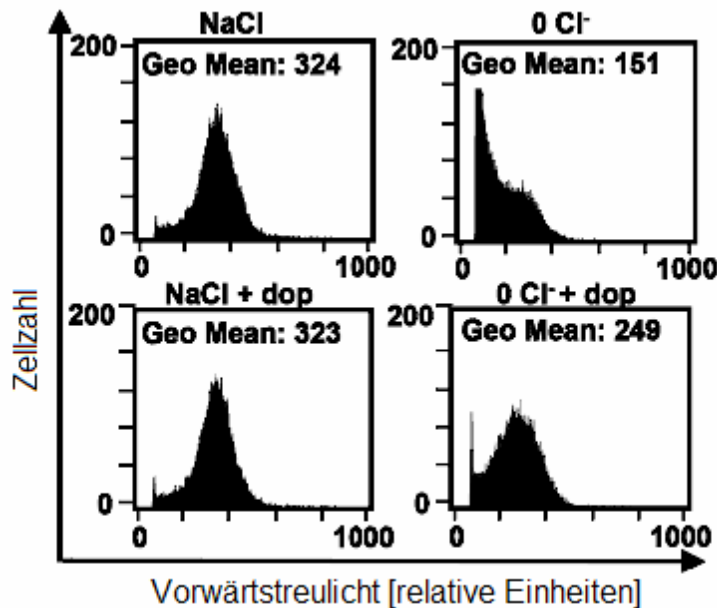 NaCl
0 Cl⁻
200
Geo Mean: 324
0
0
1000
200
Geo Mean: 151
0
0
1000
NaCl + dop
0 Cl⁻ + dop
200
Geo Mean: 323
0
0
1000
200
Geo Mean: 249
0
0
1000
Zellzahl
Vorwärtstreulicht [relative Einheiten]